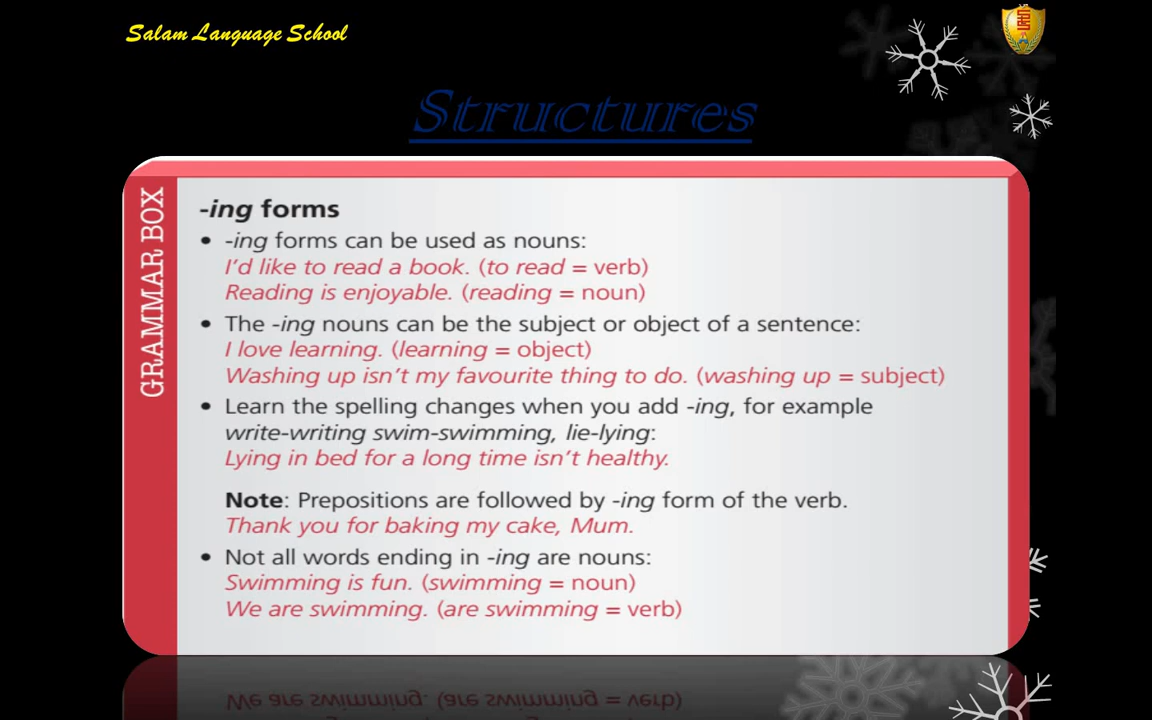 Salam Language School
Structures
GRAMMAR BOX
-ing forms
• -ing forms can be used as nouns:
I'd like to read a book. (to read = verb)
Reading is enjoyable. (reading = noun)
• The -ing nouns can be the subject or object of a sentence:
I love learning. (learning = object)
Washing up isn't my favourite thing to do. (washing up = subject)
• Learn the spelling changes when you add -ing, for example
write-writing swim-swimming, lie-lying:
Lying in bed for a long time isn't healthy.
Note: Prepositions are followed by -ing form of the verb.
Thank you for baking my cake, Mum.
• Not all words ending in -ing are nouns:
Swimming is fun. (swimming = noun)
We are swimming. (are swimming = verb)